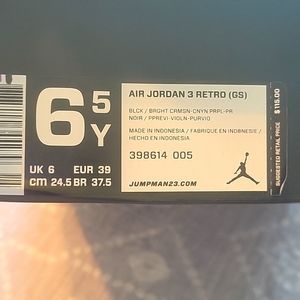 6 5
Y
UK 6 EUR 39
cm 24.5 BR 37.5
AIR JORDAN 3 RETRO (GS)
BLCK / BRGHT CRMSN-CNYN PRPL-PR
NOIR / PPREVI-VIOLN-PURVIO
MADE IN INDONESIA / FABRIQUE EN INDONESIE /
HECHO EN INDONESIA
398614 005
JUMPMAN23.COM
$ 115.00
SUGGESTED RETAIL PRICE